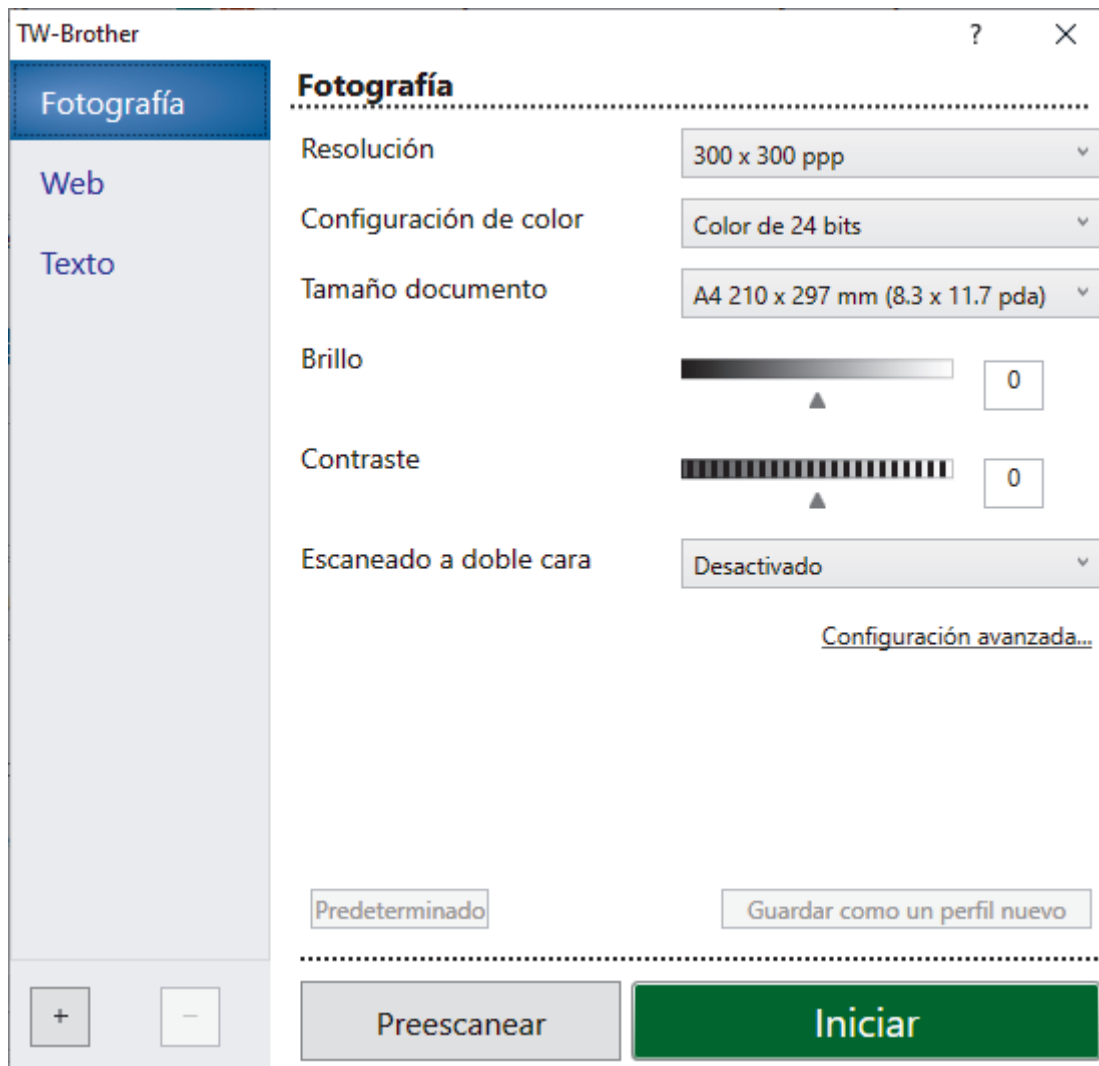 TW-Brother
?
Fotografía
Web
Texto
Fotografía
Resolución
300 x 300 ppp
Configuración de color
Color de 24 bits
Tamaño documento
A4 210 x 297 mm (8.3 x 11.7 pda)
Brillo
0
Contraste
0
Escaneado a doble cara
Desactivado
Configuración avanzada...
Predeterminado
Guardar como un perfil nuevo
+
−
Preescanear
Iniciar